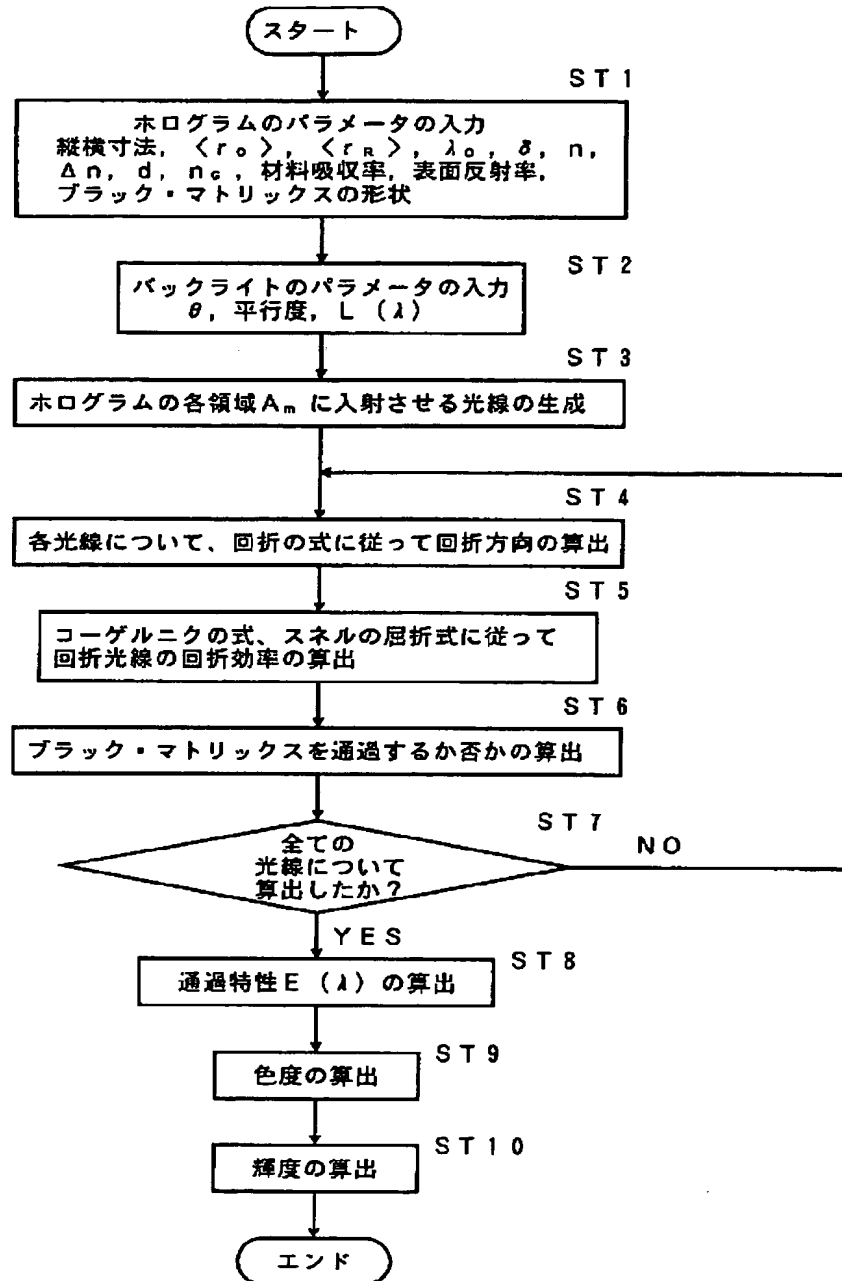 スタート
ST1
ホログラムのパラメータの入力
縦横寸法, 〈r₀〉, 〈r_R〉, λ₀, δ, n,
Δn, d, n_G, 材料吸収率, 表面反射率,
ブラック・マトリックスの形状
ST2
バックライトのパラメータの入力
θ, 平行度, L (λ)
ST3
ホログラムの各領域A_mに入射させる光線の生成
ST4
各光線について、回折の式に従って回折方向の算出
ST5
コーゲルニクの式、スネルの屈折式に従って
回折光線の回折効率の算出
ST6
ブラック・マトリックスを通過するか否かの算出
ST7
全ての
光線について
算出したか?
NO
YES
ST8
通過特性E (λ) の算出
ST9
色度の算出
ST10
輝度の算出
エンド